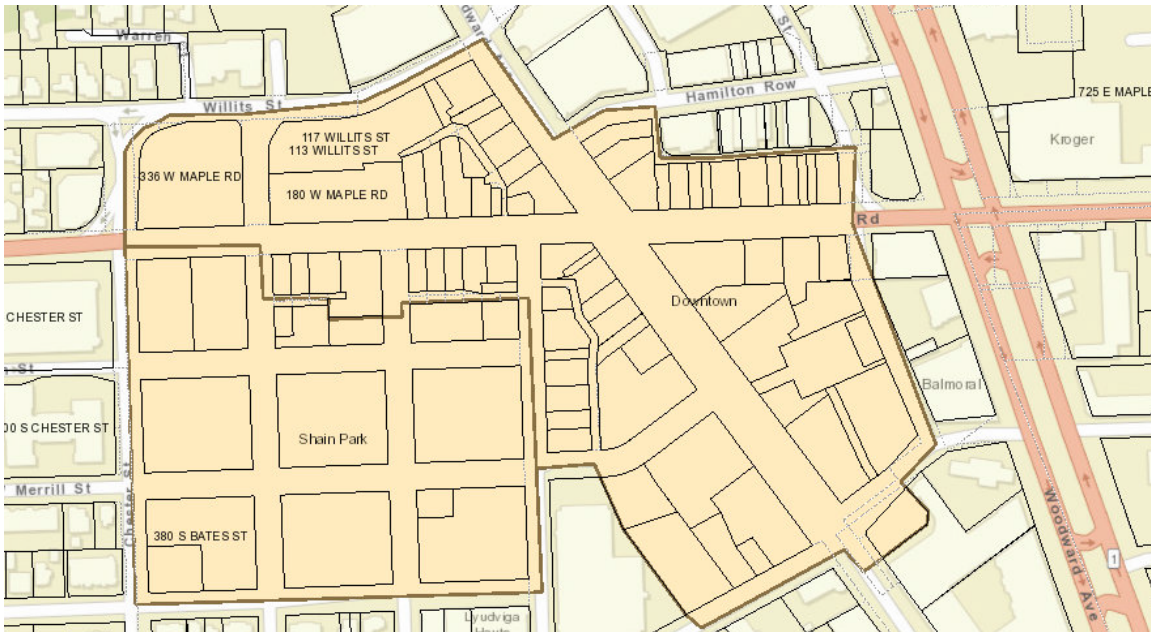 Warren
Willits St
St
Hamilton Row
725 E MAPLE
Kroger
117 WILLITS ST
113 WILLITS ST
336 W MAPLE RD
180 W MAPLE RD
Rd
Downtown
CHESTER ST
Balmoral
Shain Park
00 S CHESTER ST
Merrill St
Chester St
380 S BATES ST
Woodward Ave
1
Lyudviga